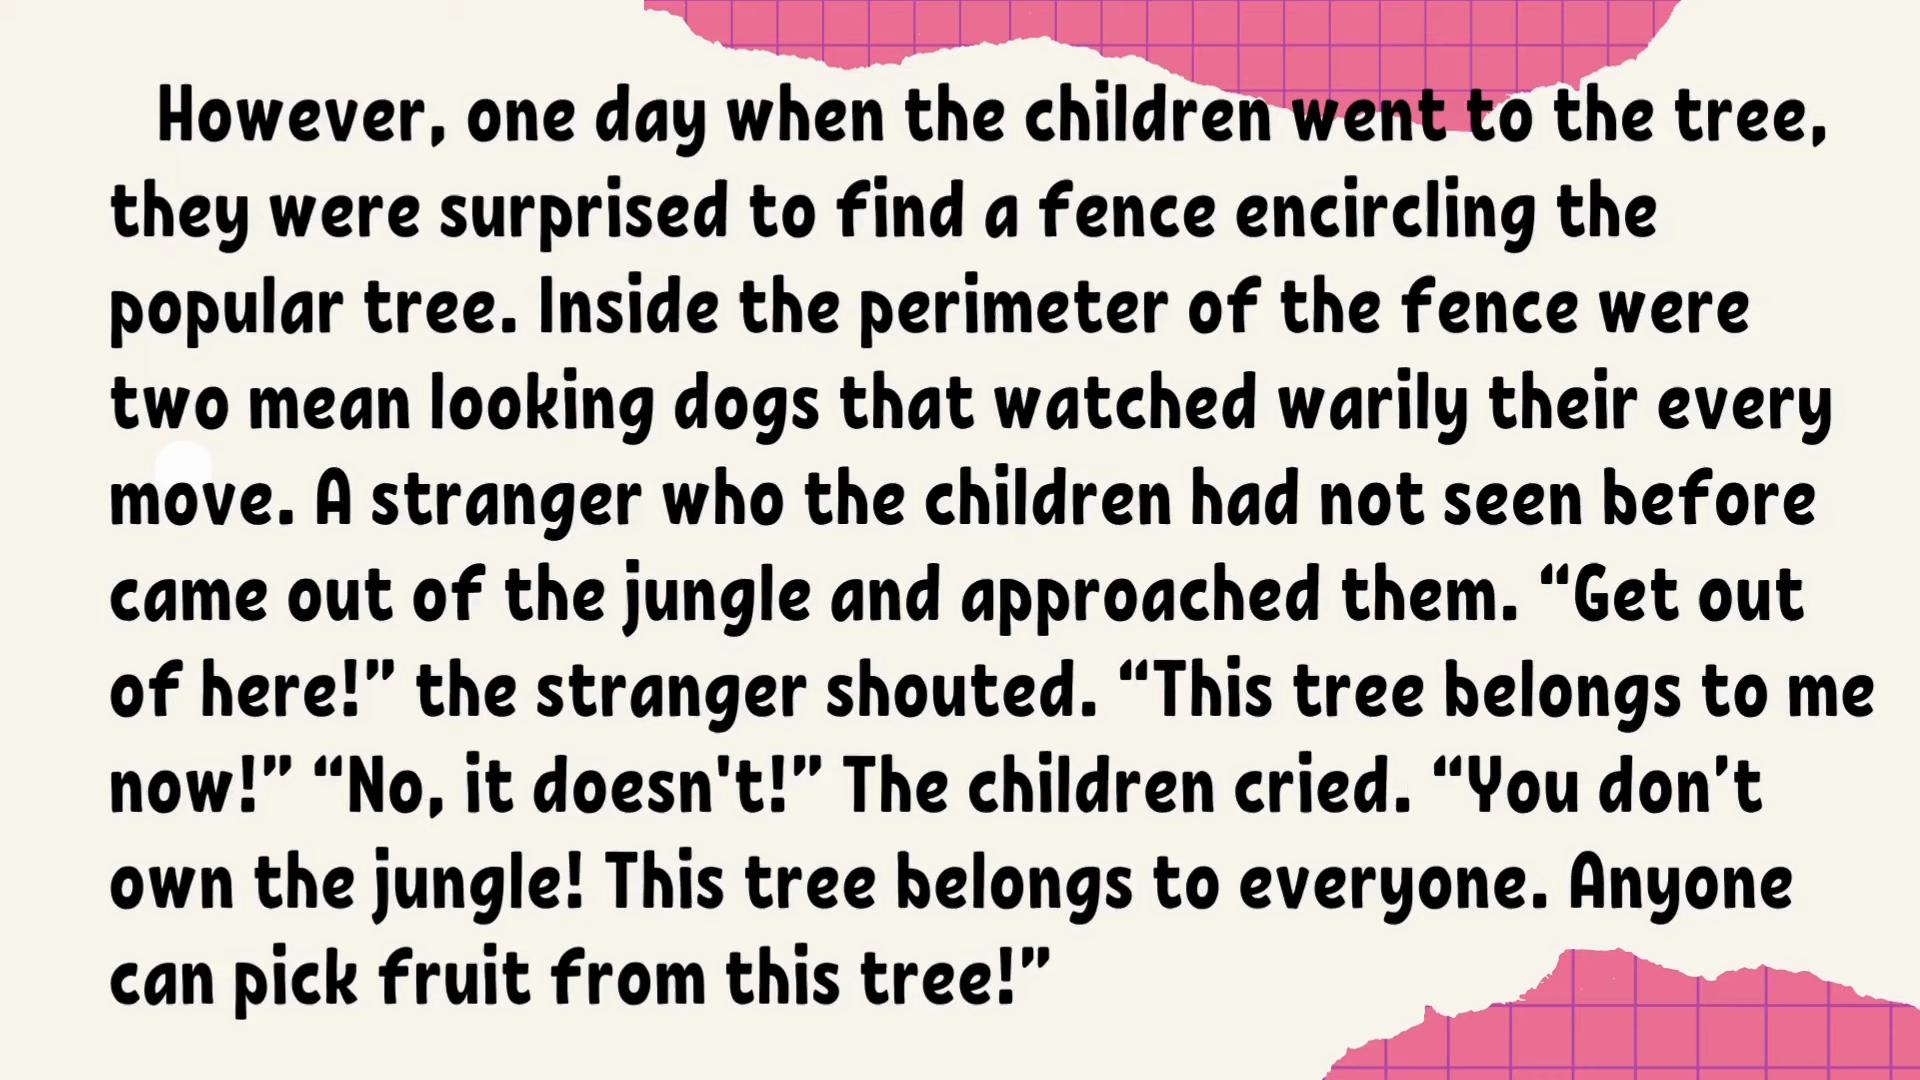 However, one day when the children went to the tree,
they were surprised to find a fence encircling the
popular tree. Inside the perimeter of the fence were
two mean looking dogs that watched warily their every
move. A stranger who the children had not seen before
came out of the jungle and approached them. “Get out
of here!” the stranger shouted. “This tree belongs to me
now!” “No, it doesn't!” The children cried. “You don’t
own the jungle! This tree belongs to everyone. Anyone
can pick fruit from this tree!”